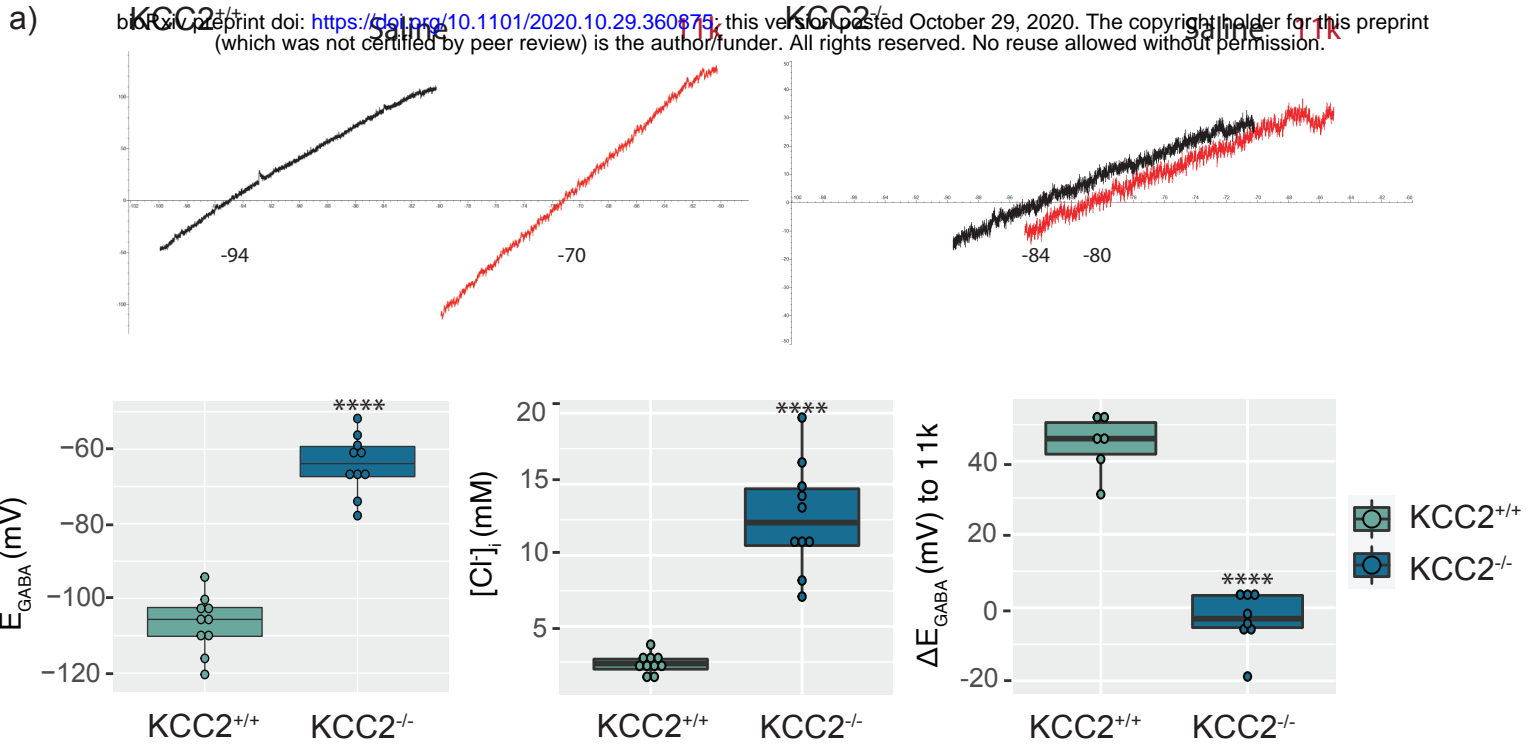 a)
KCC2+/+
Saline 11k
KCC2-/-
Saline 11k
bioRxiv preprint doi: https://doi.org/10.1101/2020.10.29.360875; this version posted October 29, 2020. The copyright holder for this preprint
(which was not certified by peer review) is the author/funder. All rights reserved. No reuse allowed without permission.
-94
-70
-84 -80
EGABA (mV)
−60
−80
−100
−120
****
KCC2+/+ KCC2-/-
[Cl-]i (mM)
20
15
10
5
****
KCC2+/+ KCC2-/-
ΔEGABA (mV) to 11k
40
20
0
-20
****
KCC2+/+ KCC2-/-
KCC2+/+
KCC2-/-